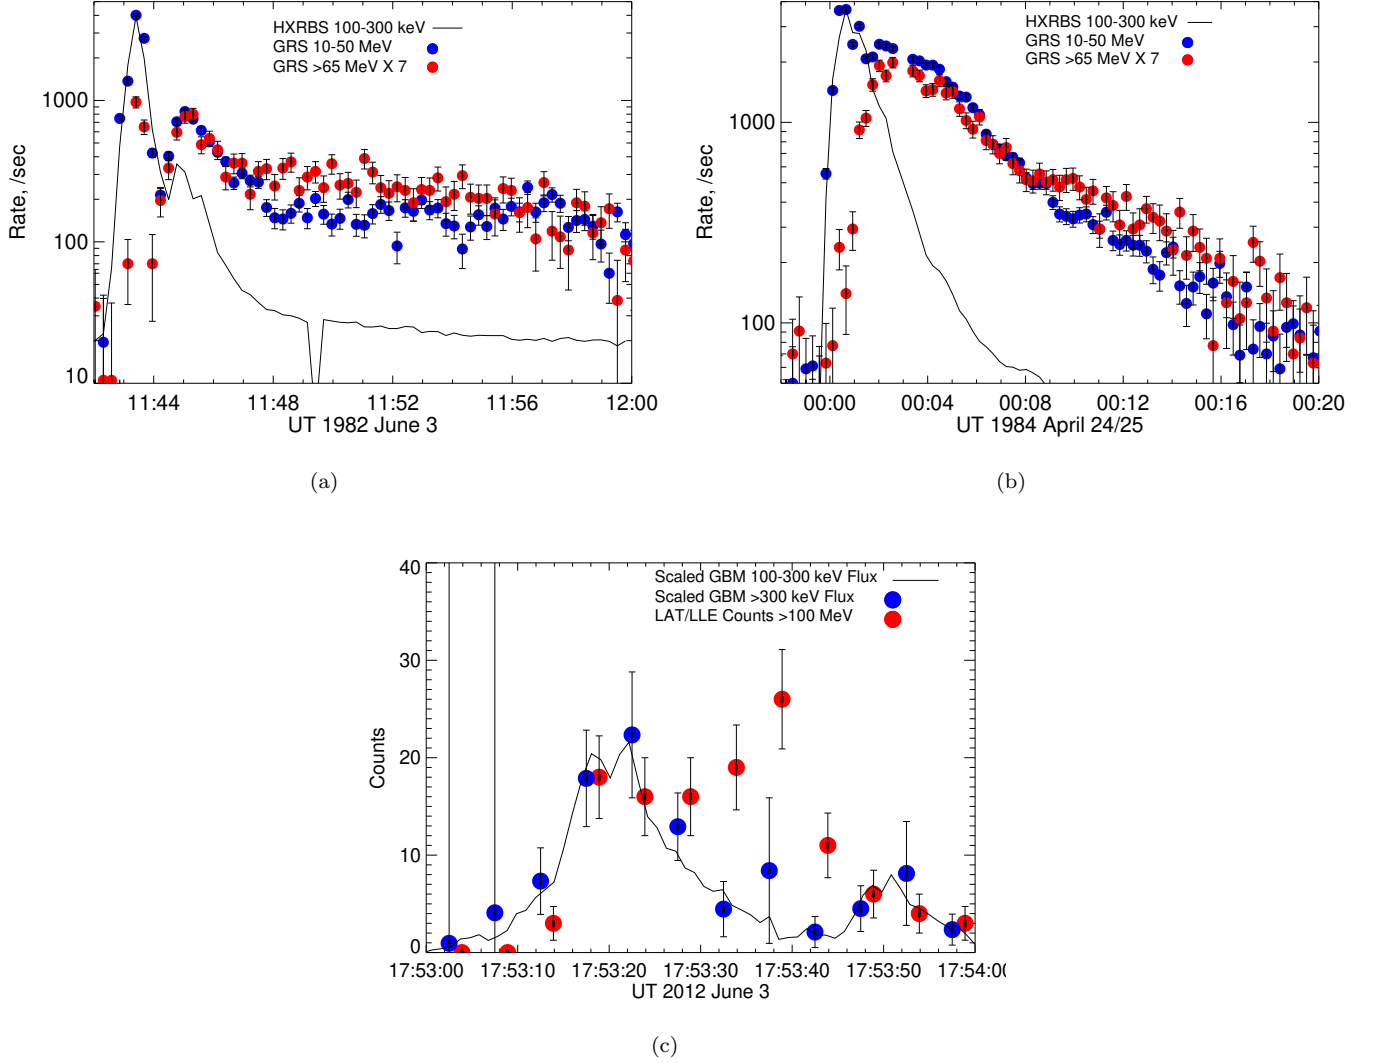 HXRBS 100-300 keV
GRS 10-50 MeV
GRS >65 MeV X 7
1000
100
10
Rate, /sec
11:44 11:48 11:52 11:56 12:00
UT 1982 June 3
(a)
HXRBS 100-300 keV
GRS 10-50 MeV
GRS >65 MeV X 7
1000
100
Rate, /sec
00:00 00:04 00:08 00:12 00:16 00:20
UT 1984 April 24/25
(b)
Scaled GBM 100-300 keV Flux
Scaled GBM >300 keV Flux
LAT/LLE Counts >100 MeV
40
30
20
10
0
Counts
17:53:00 17:53:10 17:53:20 17:53:30 17:53:40 17:53:50 17:54:00
UT 2012 June 3
(c)